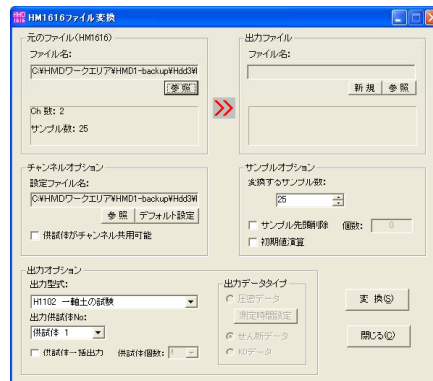 HM1616ファイル変換
元のファイル(HM1616)
ファイル名:
C:¥HMDワークエリア¥HMD1-backup¥Hdd3¥
参照
Ch 数: 2
サンプル数: 25
出力ファイル
ファイル名:
新規 参照
チャンネルオプション
設定ファイル名:
C:¥HMDワークエリア¥HMD1-backup¥Hdd3¥
参照 デフォルト設定
供試体がチャンネル共用可能
サンプルオプション
変換するサンプル数:
25
サンプル先頭削除 個数: 0
初期値演算
出力オプション
出力型式:
H1102 一軸土の試験
出力供試体No:
供試体 1
供試体一括出力 供試体個数:
出力データタイプ
圧密データ
測定時間設定
せん断データ
K0データ
変 換(S)
閉じる(Q)